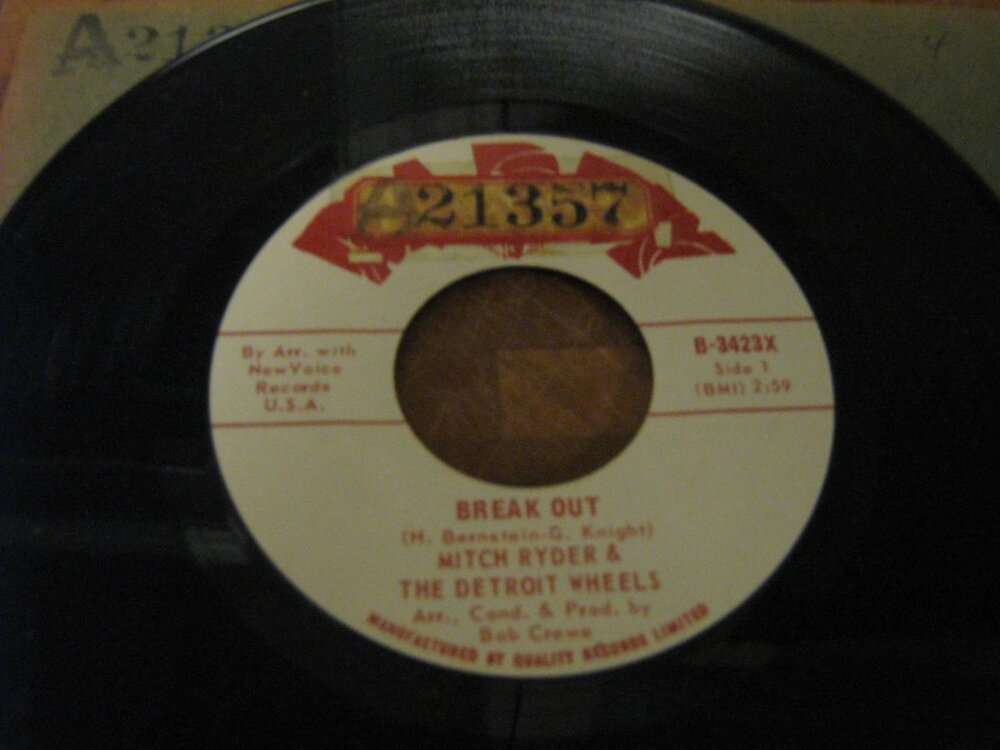 A21357
By Arr. with
NewVoice
Records
U.S.A.
B-3423X
Side 1
(BMI) 2:59
BREAK OUT
(H. Bernstein-G. Knight)
MITCH RYDER &
THE DETROIT WHEELS
Arr., Cond. & Prod. by
Bob Crewe
MANUFACTURED BY QUALITY RECORDS LIMITED